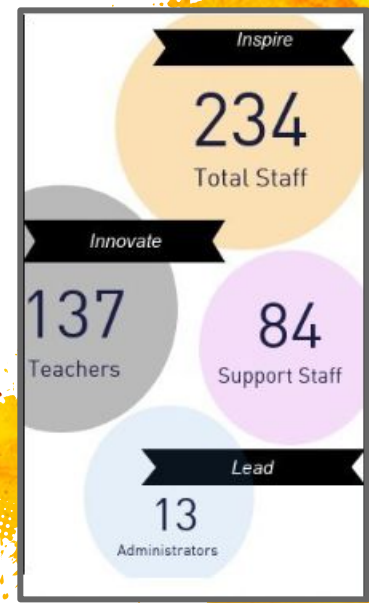 Inspire
234
Total Staff
Innovate
137
Teachers
84
Support Staff
Lead
13
Administrators